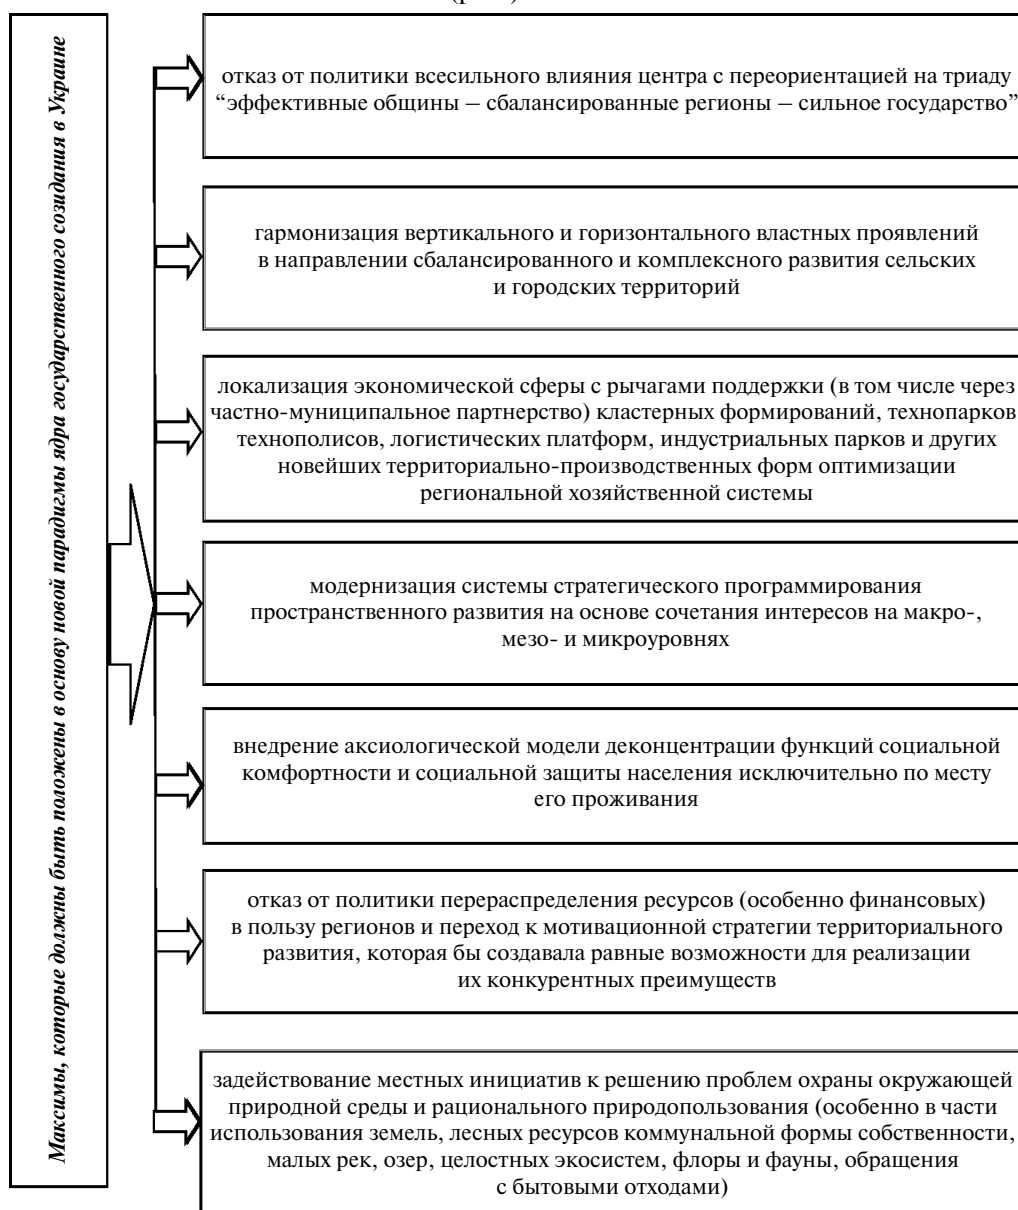 Максимы, которые должны быть положены в основу новой парадигмы ядра государственного созидания в Украине
отказ от политики всесильного влияния центра с переориентацией на триаду
“эффективные общины – сбалансированные регионы – сильное государство”
гармонизация вертикального и горизонтального властных проявлений
в направлении сбалансированного и комплексного развития сельских
и городских территорий
локализация экономической сферы с рычагами поддержки (в том числе через
частно-муниципальное партнерство) кластерных формирований, технопарков
технополисов, логистических платформ, индустриальных парков и других
новейших территориально-производственных форм оптимизации
региональной хозяйственной системы
модернизация системы стратегического программирования
пространственного развития на основе сочетания интересов на макро-,
мезо- и микроуровнях
внедрение аксиологической модели деконцентрации функций социальной
комфортности и социальной защиты населения исключительно по месту
его проживания
отказ от политики перераспределения ресурсов (особенно финансовых)
в пользу регионов и переход к мотивационной стратегии территориального
развития, которая бы создавала равные возможности для реализации
их конкурентных преимуществ
задействование местных инициатив к решению проблем охраны окружающей
природной среды и рационального природопользования (особенно в части
использования земель, лесных ресурсов коммунальной формы собственности,
малых рек, озер, целостных экосистем, флоры и фауны, обращения
с бытовыми отходами)